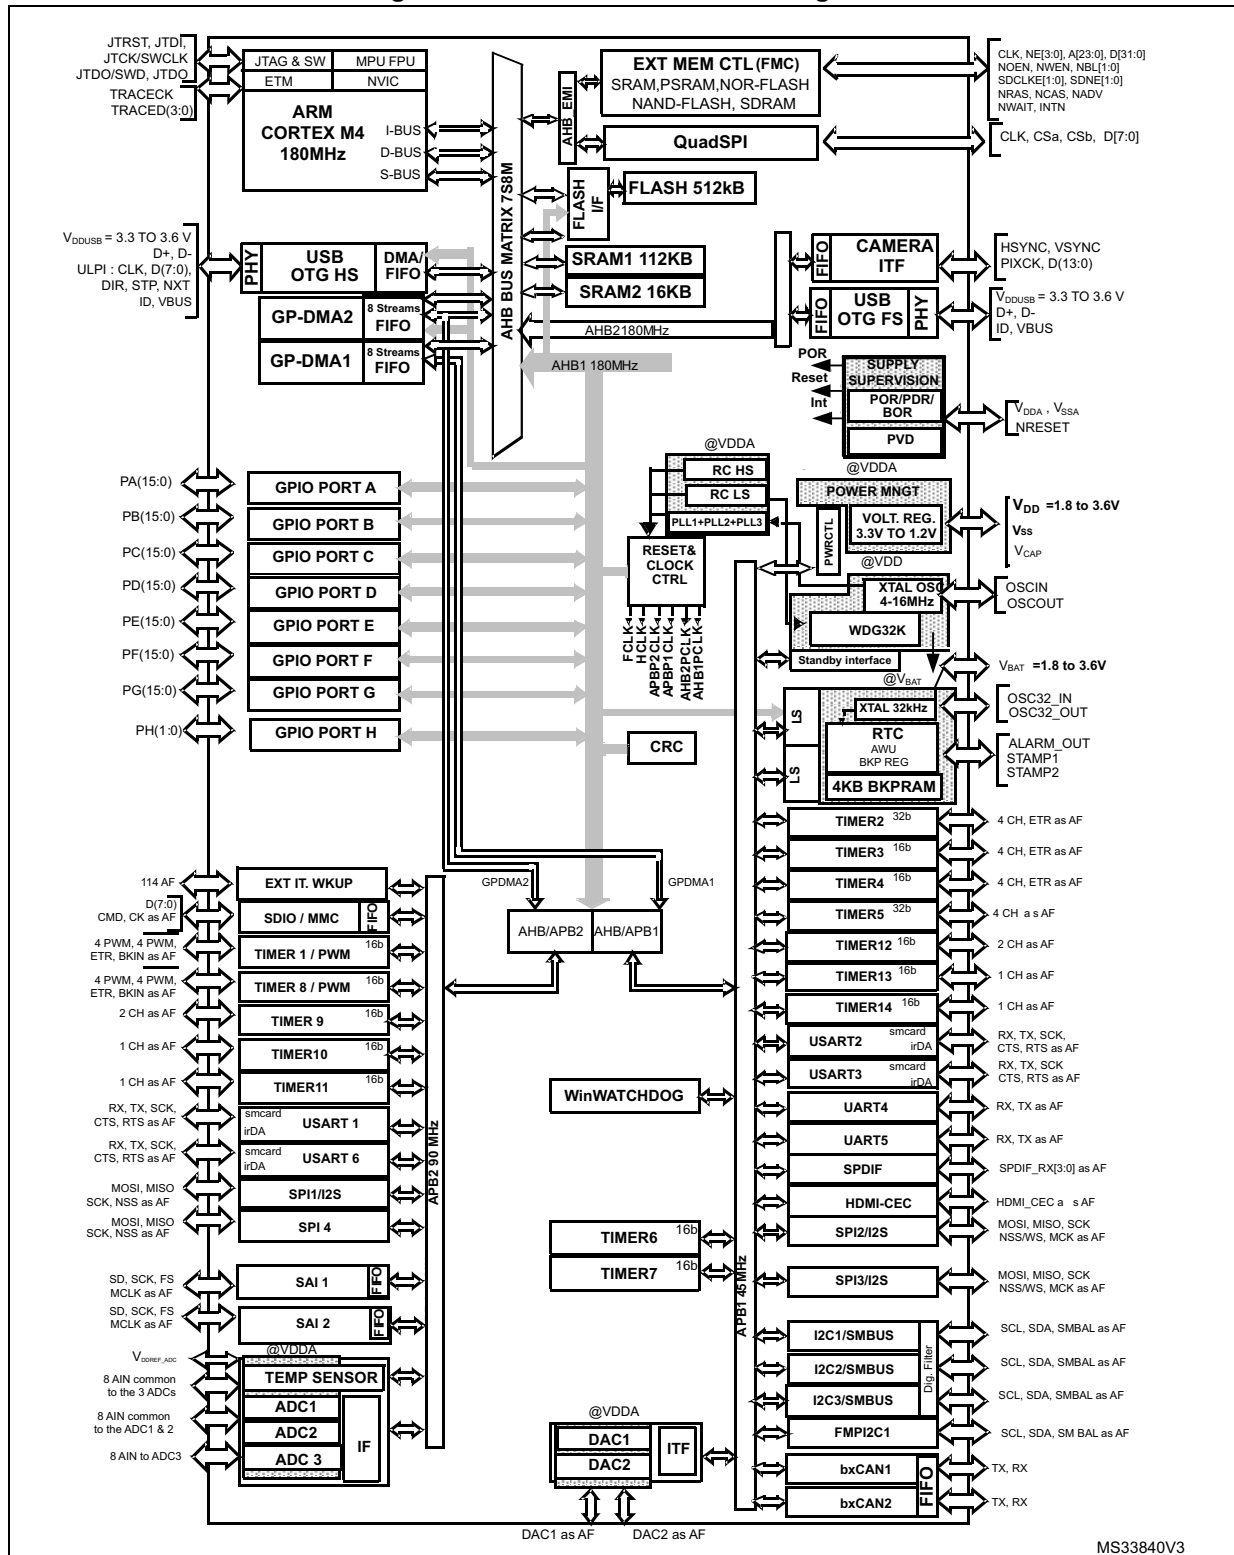 JTRST, JTDI,
JTCK/SWCLK
JTDO/SWD, JTDO
TRACECK
TRACED(3:0)
JTAG & SW
MPU FPU
ETM
NVIC
ARM
CORTEX M4
180MHz
I-BUS
D-BUS
S-BUS
AHB BUS MATRIX 7S8M
AHB EMI
EXT MEM CTL (FMC)
SRAM,PSRAM,NOR-FLASH
NAND-FLASH, SDRAM
QuadSPI
CLK, NE[3:0], A[23:0], D[31:0]
NOEN, NWEN, NBL[1:0]
SDCLKE[1:0], SDNE[1:0]
NRAS, NCAS, NADV
NWAIT, INTN
CLK, CSa, CSb, D[7:0]
FLASH
I/F
FLASH 512kB
SRAM1 112KB
SRAM2 16KB
VDDUSB = 3.3 TO 3.6 V
D+, D-
ULPI : CLK, D(7:0),
DIR, STP, NXT
ID, VBUS
PHY
USB
OTG HS
DMA/
FIFO
GP-DMA2
8 Streams
FIFO
GP-DMA1
8 Streams
FIFO
AHB2180MHz
AHB1 180MHz
FIFO
CAMERA
ITF
HSYNC, VSYNC
PIXCK, D(13:0)
FIFO
USB
OTG FS
PHY
VDDUSB = 3.3 TO 3.6 V
D+, D-
ID, VBUS
POR
Reset
Int
SUPPLY
SUPERVISION
POR/PDR/
BOR
PVD
VDDA , VSSA
NRESET
@VDDA
RC HS
RC LS
PLL1+PLL2+PLL3
RESET&
CLOCK
CTRL
FCLK
HCLK
APBP2CLK
APBP1CLK
AHB2PCLK
AHB1PCLK
@VDDA
POWER MNGT
VOLT. REG.
3.3V TO 1.2V
PWRCTL
VDD =1.8 to 3.6V
Vss
VCAP
@VDD
XTAL OSC
4-16MHz
OSCIN
OSCOUT
WDG32K
Standby interface
@VBAT
VBAT =1.8 to 3.6V
LS
LS
XTAL 32kHz
OSC32_IN
OSC32_OUT
RTC
AWU
BKP REG
4KB BKPRAM
ALARM_OUT
STAMP1
STAMP2
PA(15:0)
GPIO PORT A
PB(15:0)
GPIO PORT B
PC(15:0)
GPIO PORT C
PD(15:0)
GPIO PORT D
PE(15:0)
GPIO PORT E
PF(15:0)
GPIO PORT F
PG(15:0)
GPIO PORT G
PH(1:0)
GPIO PORT H
CRC
GPDMA2
GPDMA1
AHB/APB2
AHB/APB1
114 AF
EXT IT. WKUP
D(7:0)
CMD, CK as AF
SDIO / MMC
FIFO
4 PWM, 4 PWM,
ETR, BKIN as AF
TIMER 1 / PWM
16b
4 PWM, 4 PWM,
ETR, BKIN as AF
TIMER 8 / PWM
16b
2 CH as AF
TIMER 9
16b
1 CH as AF
TIMER10
16b
1 CH as AF
TIMER11
16b
RX, TX, SCK,
CTS, RTS as AF
smcard
irDA
USART 1
RX, TX, SCK,
CTS, RTS as AF
smcard
irDA
USART 6
MOSI, MISO
SCK, NSS as AF
SPI1/I2S
MOSI, MISO
SCK, NSS as AF
SPI 4
SD, SCK, FS
MCLK as AF
SAI 1
FIFO
SD, SCK, FS
MCLK as AF
SAI 2
FIFO
APB2 90 MHz
VDDREF_ADC
@VDDA
TEMP SENSOR
8 AIN common
to the 3 ADCs
8 AIN common
to the ADC1 & 2
8 AIN to ADC3
ADC1
ADC2
ADC 3
IF
WinWATCHDOG
TIMER6
16b
TIMER7
16b
APB1 45 MHz
@VDDA
DAC1
DAC2
ITF
DAC1 as AF
DAC2 as AF
TIMER2
32b
4 CH, ETR as AF
TIMER3
16b
4 CH, ETR as AF
TIMER4
16b
4 CH, ETR as AF
TIMER5
32b
4 CH a s AF
TIMER12
16b
2 CH as AF
TIMER13
16b
1 CH as AF
TIMER14
16b
1 CH as AF
USART2
smcard
irDA
RX, TX, SCK,
CTS, RTS as AF
USART3
smcard
irDA
RX, TX, SCK
CTS, RTS as AF
UART4
RX, TX as AF
UART5
RX, TX as AF
SPDIF
SPDIF_RX[3:0] as AF
HDMI-CEC
HDMI_CEC a s AF
SPI2/I2S
MOSI, MISO, SCK
NSS/WS, MCK as AF
SPI3/I2S
MOSI, MISO, SCK
NSS/WS, MCK as AF
I2C1/SMBUS
SCL, SDA, SMBAL as AF
I2C2/SMBUS
SCL, SDA, SMBAL as AF
I2C3/SMBUS
SCL, SDA, SMBAL as AF
Dig. Filter
FMPI2C1
SCL, SDA, SM BAL as AF
bxCAN1
TX, RX
bxCAN2
TX, RX
FIFO
MS33840V3